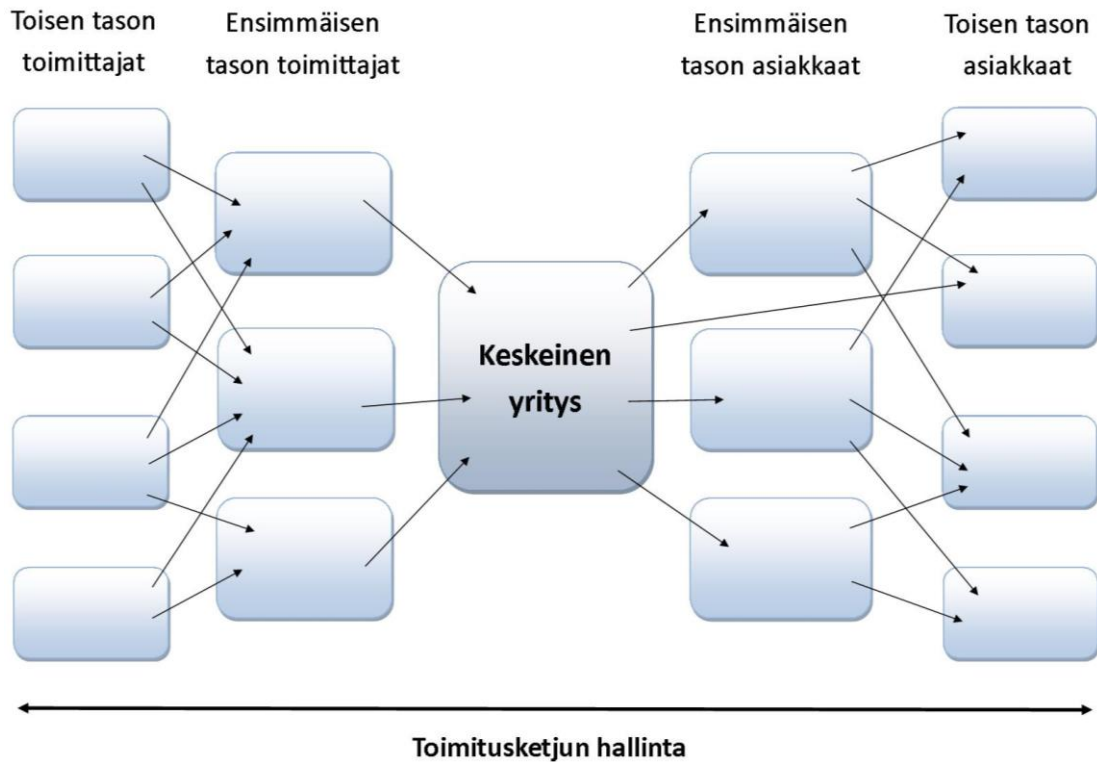 Toisen tason
toimittajat
Ensimmäisen
tason toimittajat
Ensimmäisen
tason asiakkaat
Toisen tason
asiakkaat
Keskeinen
yritys
Toimitusketjun hallinta